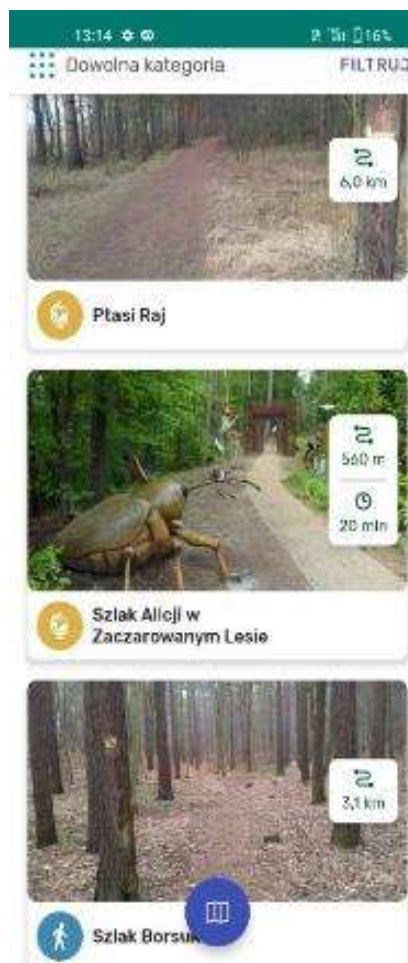 13:14
16%
Dowolna kategoria
FILTRUJ
6,0 km
Ptasi Raj
560 m
20 min
Szlak Alicji w
Zaczarowanym Lesie
3,1 km
Szlak Borsuk